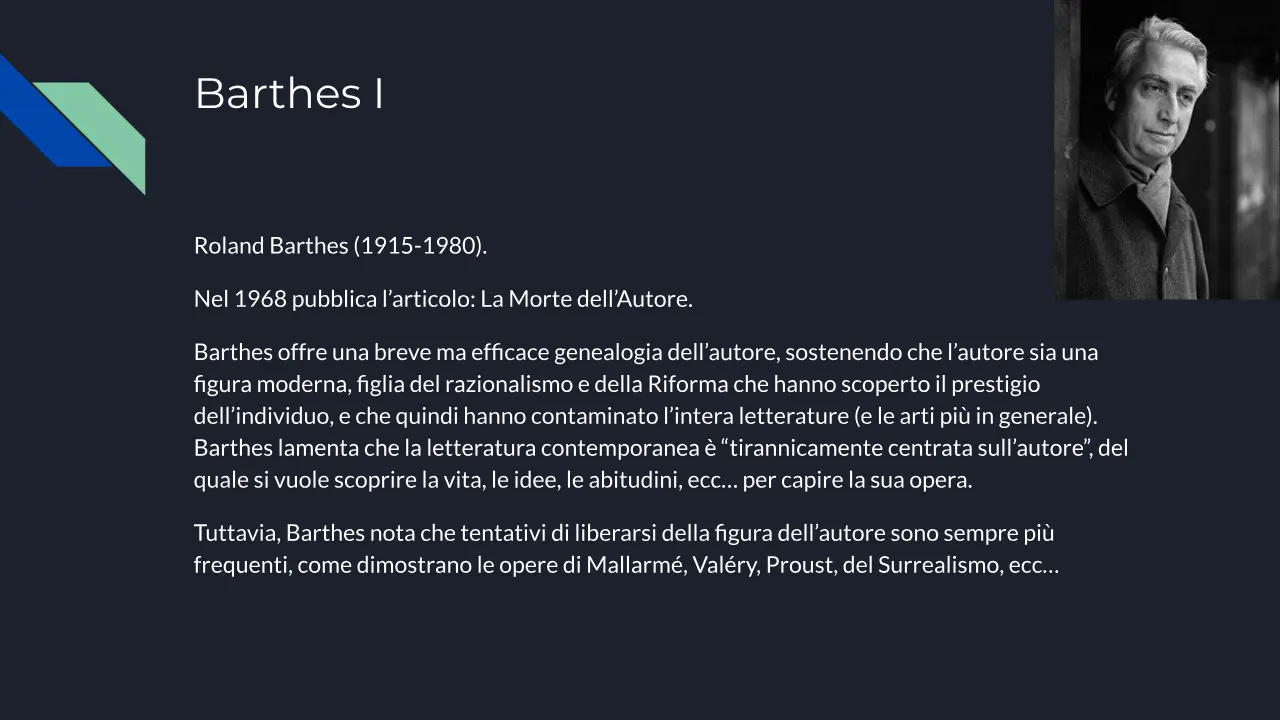 Barthes I
Roland Barthes (1915-1980).
Nel 1968 pubblica l’articolo: La Morte dell’Autore.
Barthes offre una breve ma efficace genealogia dell’autore, sostenendo che l’autore sia una
figura moderna, figlia del razionalismo e della Riforma che hanno scoperto il prestigio
dell’individuo, e che quindi hanno contaminato l’intera letterature (e le arti più in generale).
Barthes lamenta che la letteratura contemporanea è “tirannicamente centrata sull’autore”, del
quale si vuole scoprire la vita, le idee, le abitudini, ecc… per capire la sua opera.
Tuttavia, Barthes nota che tentativi di liberarsi della figura dell’autore sono sempre più
frequenti, come dimostrano le opere di Mallarmé, Valéry, Proust, del Surrealismo, ecc…